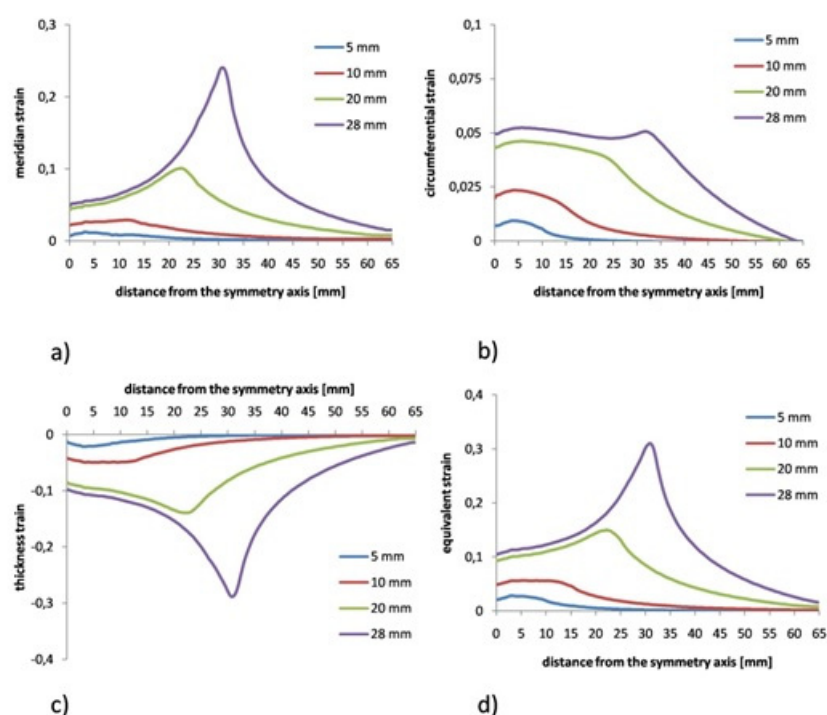 0,3
0,2
0,1
0
meridian strain
5 mm
10 mm
20 mm
28 mm
0 5 10 15 20 25 30 35 40 45 50 55 60 65
distance from the symmetry axis [mm]
a)
0,1
0,075
0,05
0,025
0
circumferential strain
5 mm
10 mm
20 mm
28 mm
0 5 10 15 20 25 30 35 40 45 50 55 60 65
distance from the symmetry axis [mm]
b)
distance from the symmetry axis [mm]
0 5 10 15 20 25 30 35 40 45 50 55 60 65
0
-0,1
-0,2
-0,3
-0,4
thickness train
5 mm
10 mm
20 mm
28 mm
c)
0,4
0,3
0,2
0,1
0
equivalent strain
5 mm
10 mm
20 mm
28 mm
0 5 10 15 20 25 30 35 40 45 50 55 60 65
distance from the symmetry axis [mm]
d)